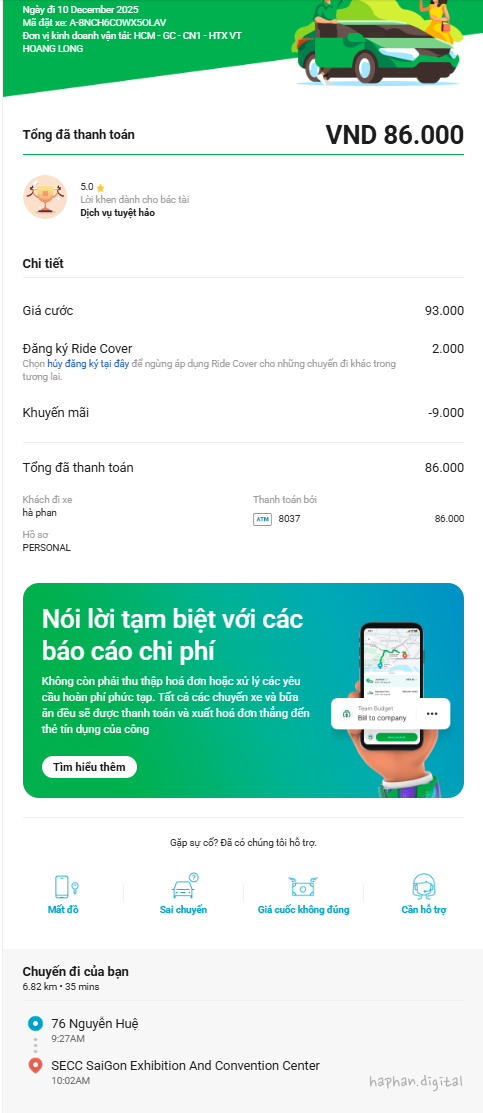 Ngày đi 10 December 2025
Mã đặt xe: A-8NCH6C0WX5OLAV
Đơn vị kinh doanh vận tải: HCM - GC - CN1 - HTX VT
HOANG LONG
Tổng đã thanh toán
VND 86.000
5.0
Lời khen dành cho bác tài
Dịch vụ tuyệt hảo
Chi tiết
Giá cước 93.000
Đăng ký Ride Cover 2.000
Chọn hủy đăng ký tại đây để ngừng áp dụng Ride Cover cho những chuyến đi khác trong
tương lai.
Khuyến mãi -9.000
Tổng đã thanh toán 86.000
Khách đi xe
hà phan
Thanh toán bởi
ATM 8037 86.000
Hồ sơ
PERSONAL
Nói lời tạm biệt với các
báo cáo chi phí
Không còn phải thu thập hoá đơn hoặc xử lý các yêu
cầu hoàn phí phức tạp. Tất cả các chuyến xe và bữa
ăn đều sẽ được thanh toán và xuất hoá đơn thẳng đến
thẻ tín dụng của công
Tìm hiểu thêm
Team Budget
Bill to company
Gặp sự cố? Đã có chúng tôi hỗ trợ.
Mất đồ
Sai chuyến
Giá cuốc không đúng
Cần hỗ trợ
Chuyến đi của bạn
6.82 km • 35 mins
76 Nguyễn Huệ
9:27AM
SECC SaiGon Exhibition And Convention Center
10:02AM
haphan.digital